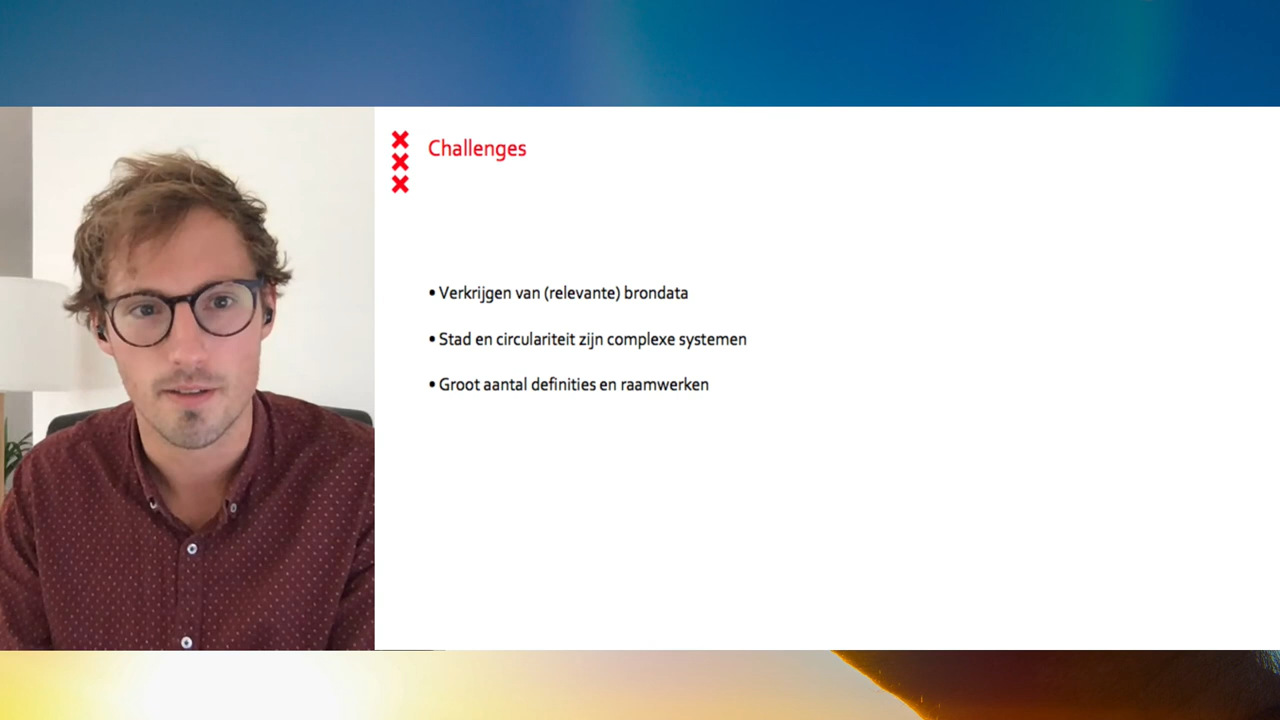 Challenges
• Verkrijgen van (relevante) brondata
• Stad en circulariteit zijn complexe systemen
• Groot aantal definities en raamwerken